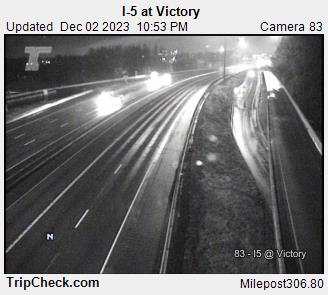 I-5 at Victory
Updated  Dec 02 2023  10:53 PM
Camera 83
T
N
83 - I5 @ Victory
TripCheck.com
Milepost306.80